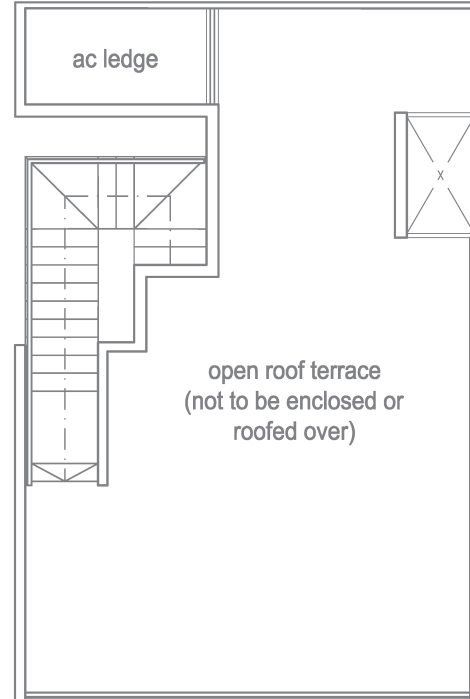 ac ledge
x
open roof terrace
(not to be enclosed or
roofed over)